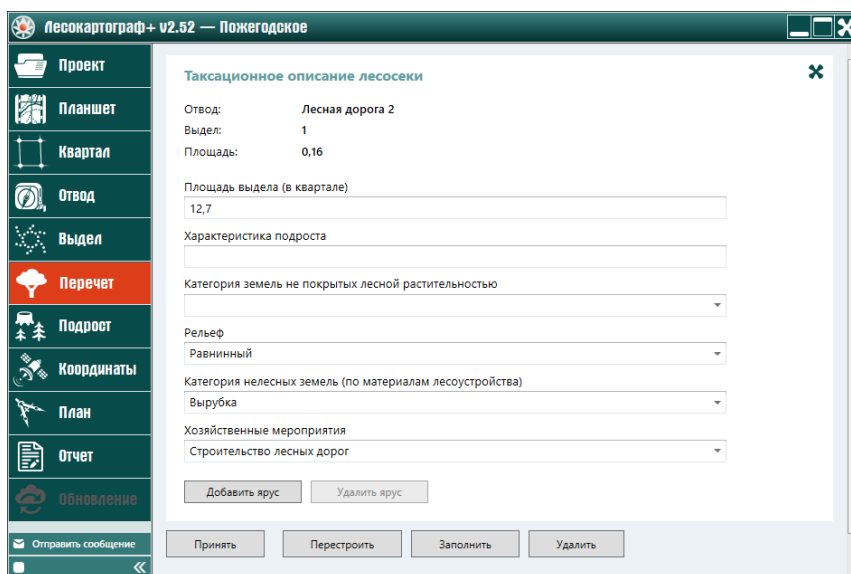 Лесокартограф+ v2.52 — Пожегодское
Проект
Планшет
Квартал
Отвод
Выдел
Перечет
Подрост
Координаты
План
Отчет
Обновление
Отправить сообщение
Таксационное описание лесосеки
Отвод: Лесная дорога 2
Выдел: 1
Площадь: 0,16
Площадь выдела (в квартале)
12,7
Характеристика подроста
Категория земель не покрытых лесной растительностью
Рельеф
Равнинный
Категория нелесных земель (по материалам лесоустройства)
Вырубка
Хозяйственные мероприятия
Строительство лесных дорог
Добавить ярус Удалить ярус
Принять Перестроить Заполнить Удалить